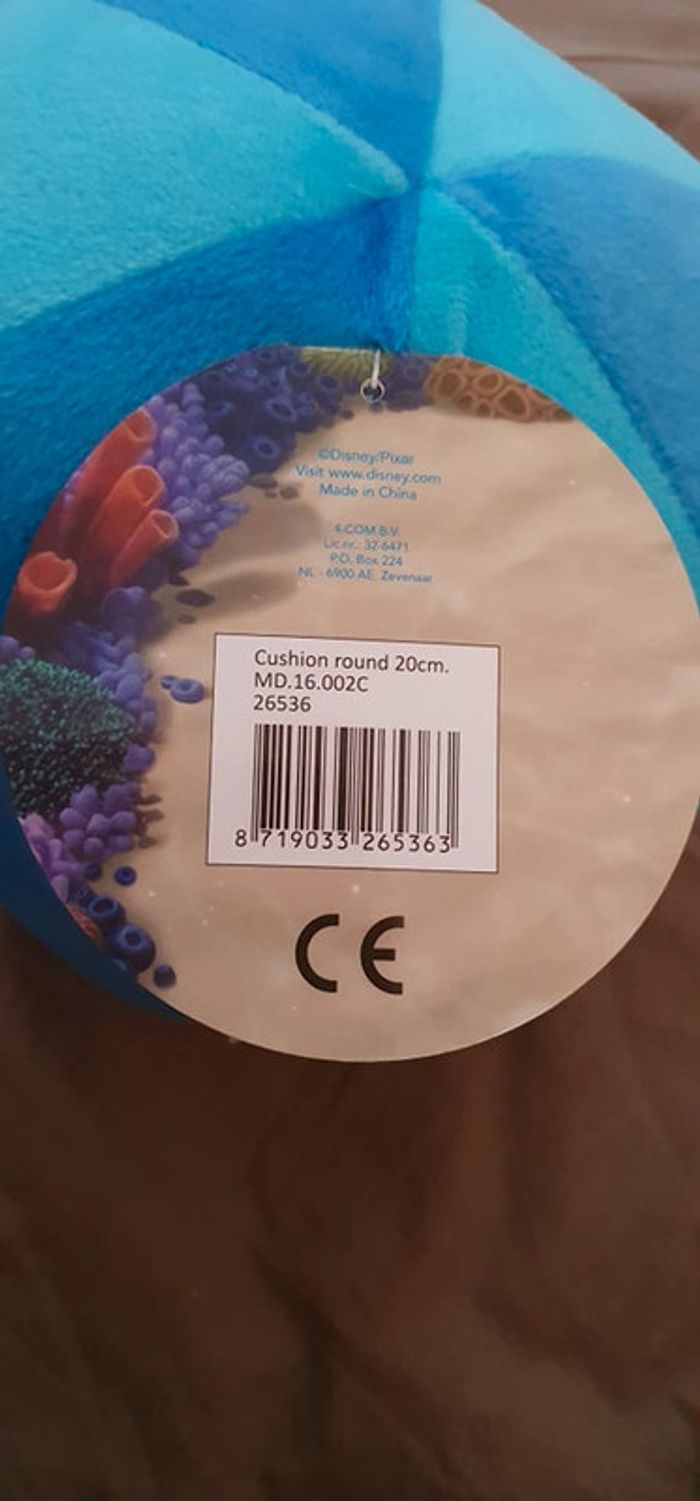 ©Disney/Pixar
Visit www.disney.com
Made in China
4-COM B.V.
Lic.nr.: 32-6471
P.O. Box 224
NL - 6900 AE Zevenaar
Cushion round 20cm.
MD.16.002C
26536
8 719033 265363
CE